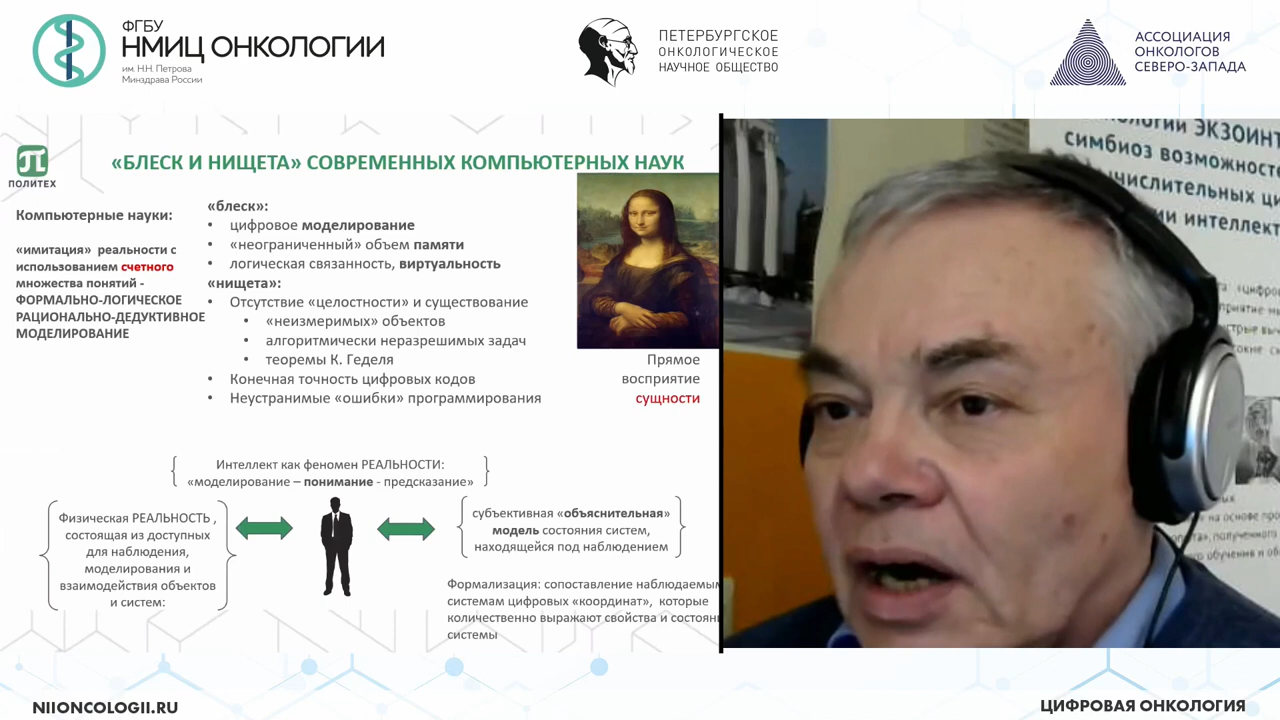 ФГБУ
НМИЦ ОНКОЛОГИИ
им. Н.Н. Петрова
Минздрава России
ПЕТЕРБУРГСКОЕ
ОНКОЛОГИЧЕСКОЕ
НАУЧНОЕ ОБЩЕСТВО
АССОЦИАЦИЯ
ОНКОЛОГОВ
СЕВЕРО-ЗАПАДА
ПОЛИТЕХ
«БЛЕСК И НИЩЕТА» СОВРЕМЕННЫХ КОМПЬЮТЕРНЫХ НАУК
Компьютерные науки:
«имитация» реальности с
использованием счетного
множества понятий -
ФОРМАЛЬНО-ЛОГИЧЕСКОЕ
РАЦИОНАЛЬНО-ДЕДУКТИВНОЕ
МОДЕЛИРОВАНИЕ
«блеск»:
• цифровое моделирование
• «неограниченный» объем памяти
• логическая связанность, виртуальность
«нищета»:
• Отсутствие «целостности» и существование
• «неизмеримых» объектов
• алгоритмически неразрешимых задач
• теоремы К. Геделя
• Конечная точность цифровых кодов
• Неустранимые «ошибки» программирования
Прямое
восприятие
сущности
Интеллект как феномен РЕАЛЬНОСТИ:
«моделирование – понимание - предсказание»
Физическая РЕАЛЬНОСТЬ ,
состоящая из доступных
для наблюдения,
моделирования и
взаимодействия объектов
и систем:
субъективная «объяснительная»
модель состояния систем,
находящейся под наблюдением
Формализация: сопоставление наблюдаемым
системам цифровых «координат», которые
количественно выражают свойства и состояни
системы
ЭКЗОИНТ
симбиоз возможносте
числительных ци
ии интеллект
NIIONCOLOGII.RU
ЦИФРОВАЯ ОНКОЛОГИЯ